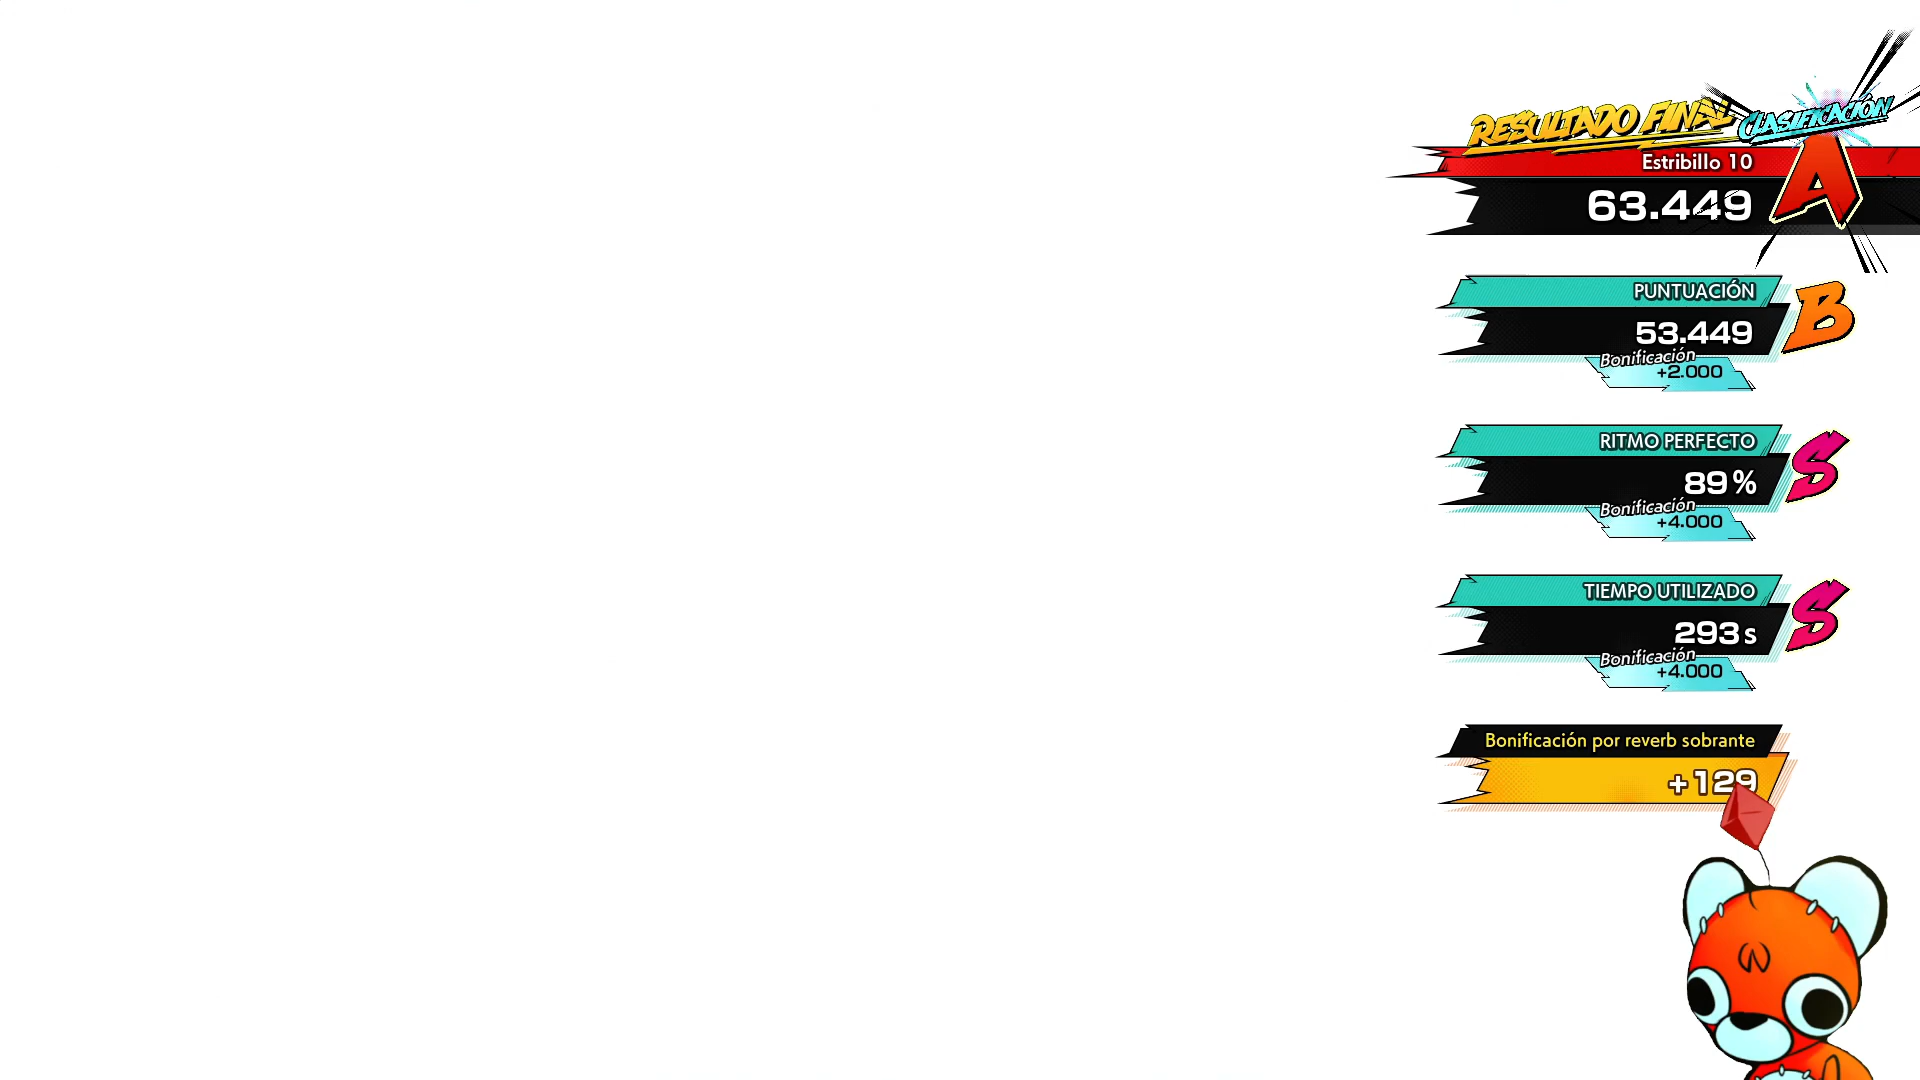 RESULTADO FINAL
CLASIFICACIÓN
Estribillo 10
63.449
A
PUNTUACIÓN
53.449
B
Bonificación
+2.000
RITMO PERFECTO
89%
S
Bonificación
+4.000
TIEMPO UTILIZADO
293s
S
Bonificación
+4.000
Bonificación por reverb sobrante
+129